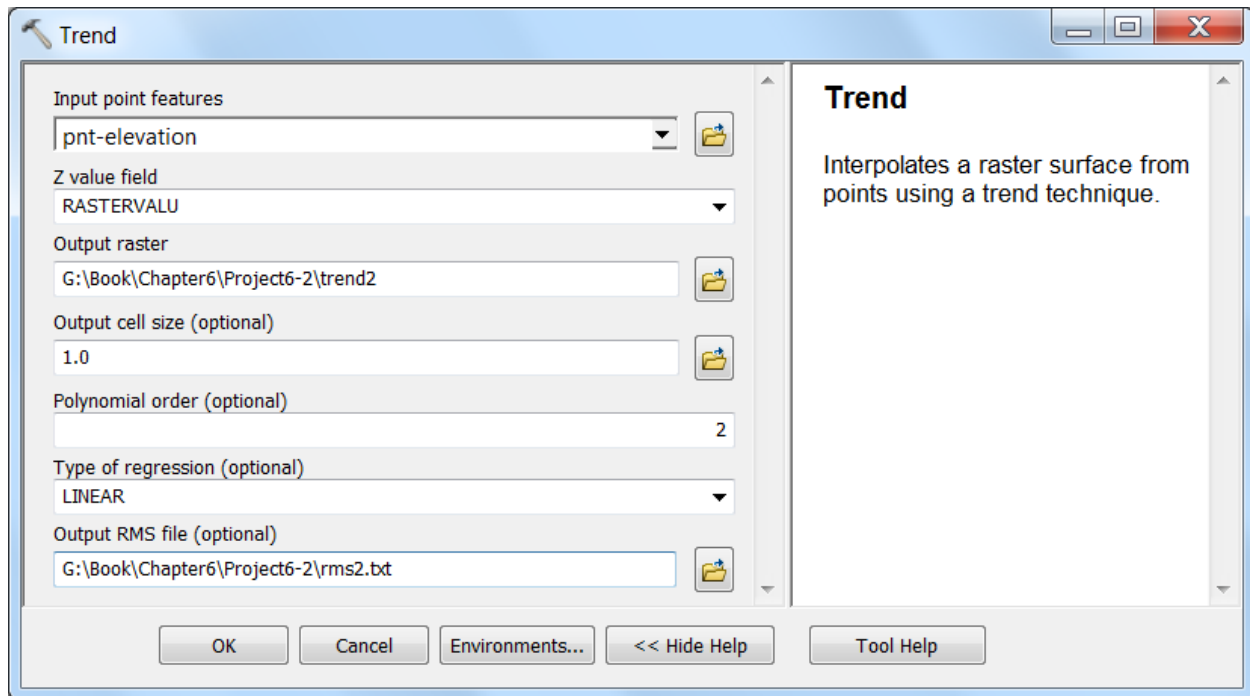 Trend
Input point features
pnt-elevation
Z value field
RASTERVALU
Output raster
G:\Book\Chapter6\Project6-2\trend2
Output cell size (optional)
1.0
Polynomial order (optional)
2
Type of regression (optional)
LINEAR
Output RMS file (optional)
G:\Book\Chapter6\Project6-2\rms2.txt
Trend
Interpolates a raster surface from
points using a trend technique.
OK
Cancel
Environments...
<< Hide Help
Tool Help